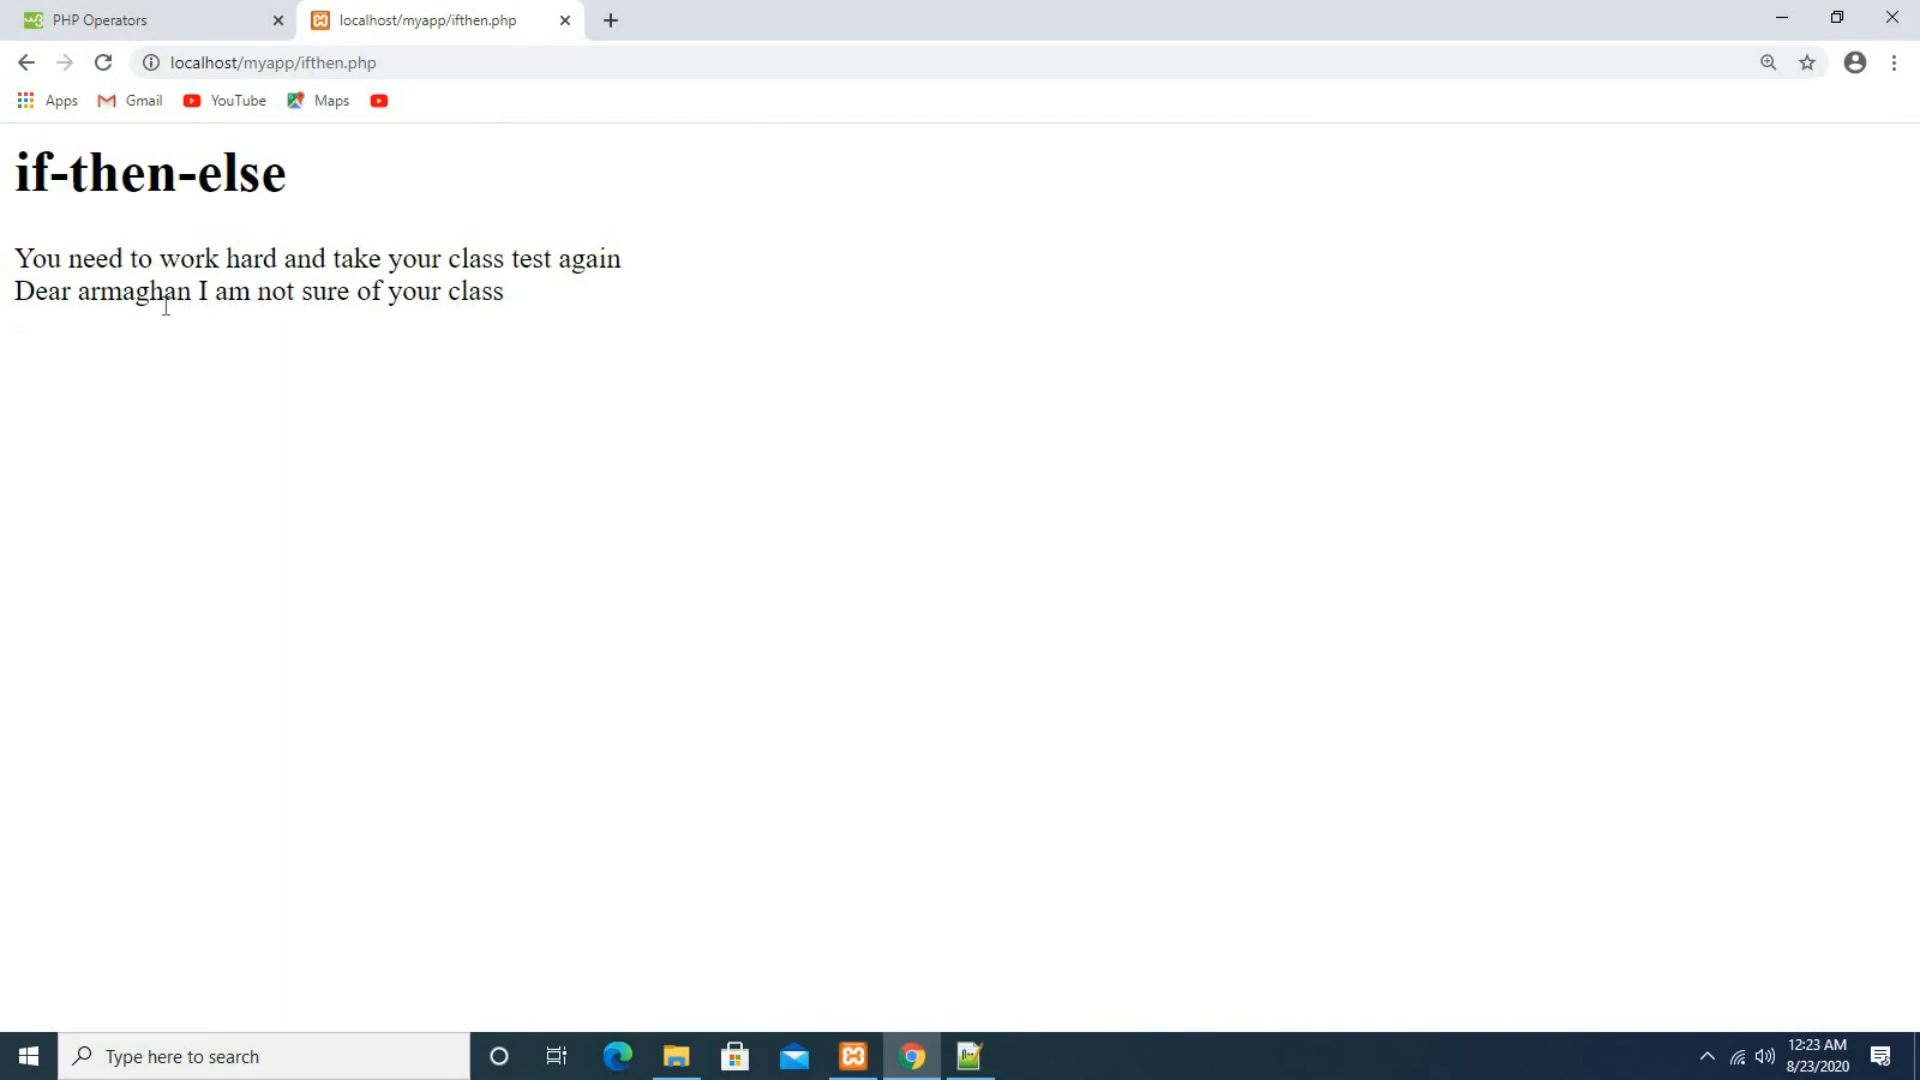 PHP Operators
localhost/myapp/ifthen.php
localhost/myapp/ifthen.php
Apps
Gmail
YouTube
Maps
if-then-else
You need to work hard and take your class test again
Dear armaghan I am not sure of your class
Type here to search
12:23 AM
8/23/2020